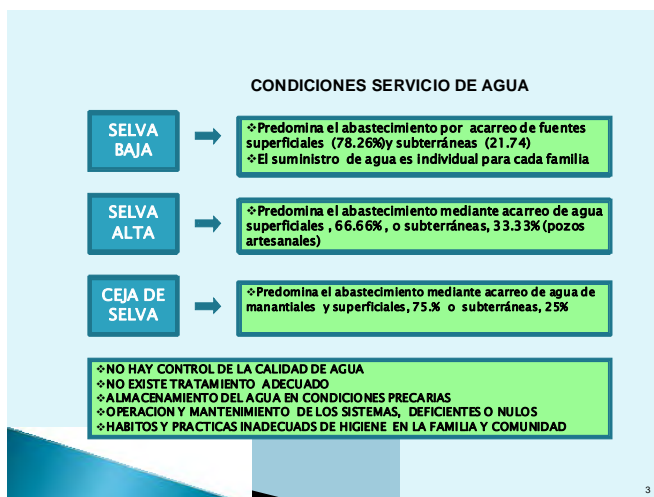 CONDICIONES SERVICIO DE AGUA
SELVA
BAJA
❖Predomina el abastecimiento por acarreo de fuentes
superficiales (78.26%)y subterráneas (21.74)
❖El suministro de agua es individual para cada familia
SELVA
ALTA
❖Predomina el abastecimiento mediante acarreo de agua
superficiales , 66.66% , o subterráneas, 33.33% (pozos
artesanales)
CEJA DE
SELVA
❖Predomina el abastecimiento mediante acarreo de agua de
manantiales y superficiales, 75.% o subterráneas, 25%
❖NO HAY CONTROL DE LA CALIDAD DE AGUA
❖NO EXISTE TRATAMIENTO ADECUADO
❖ALMACENAMIENTO DEL AGUA EN CONDICIONES PRECARIAS
❖OPERACION Y MANTENIMIENTO DE LOS SISTEMAS, DEFICIENTES O NULOS
❖HABITOS Y PRACTICAS INADECUADS DE HIGIENE EN LA FAMILIA Y COMUNIDAD
3